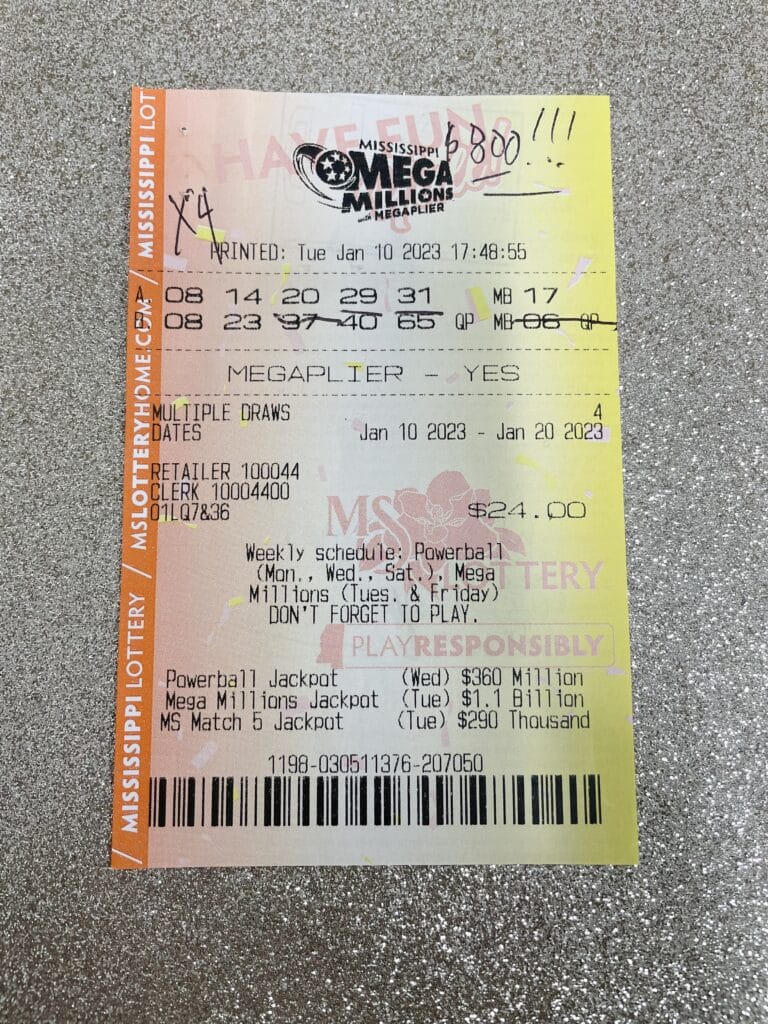 HAVE FUN
MISSISSIPPI
MEGA
MILLIONS
with MEGAPLIER
$800!!!
X4
PRINTED: Tue Jan 10 2023 17:48:55
A 08 14 20 29 31 MB 17
B 08 23 37 40 65 QP MB 06 QP
MEGAPLIER - YES
MULTIPLE DRAWS 4
DATES Jan 10 2023 - Jan 20 2023
RETAILER 100044
CLERK 10004400
01LQ7&36
$24.00
MS
LOTTERY
Weekly schedule: Powerball
(Mon., Wed., Sat.), Mega
Millions (Tues. & Friday)
DON'T FORGET TO PLAY.
PLAYRESPONSIBLY
Powerball Jackpot (Wed) $360 Million
Mega Millions Jackpot (Tue) $1.1 Billion
MS Match 5 Jackpot (Tue) $290 Thousand
1198-030511376-207050
/ MISSISSIPPI LOTTERY / MSLOTTERYHOME.COM / MISSISSIPPI LOT